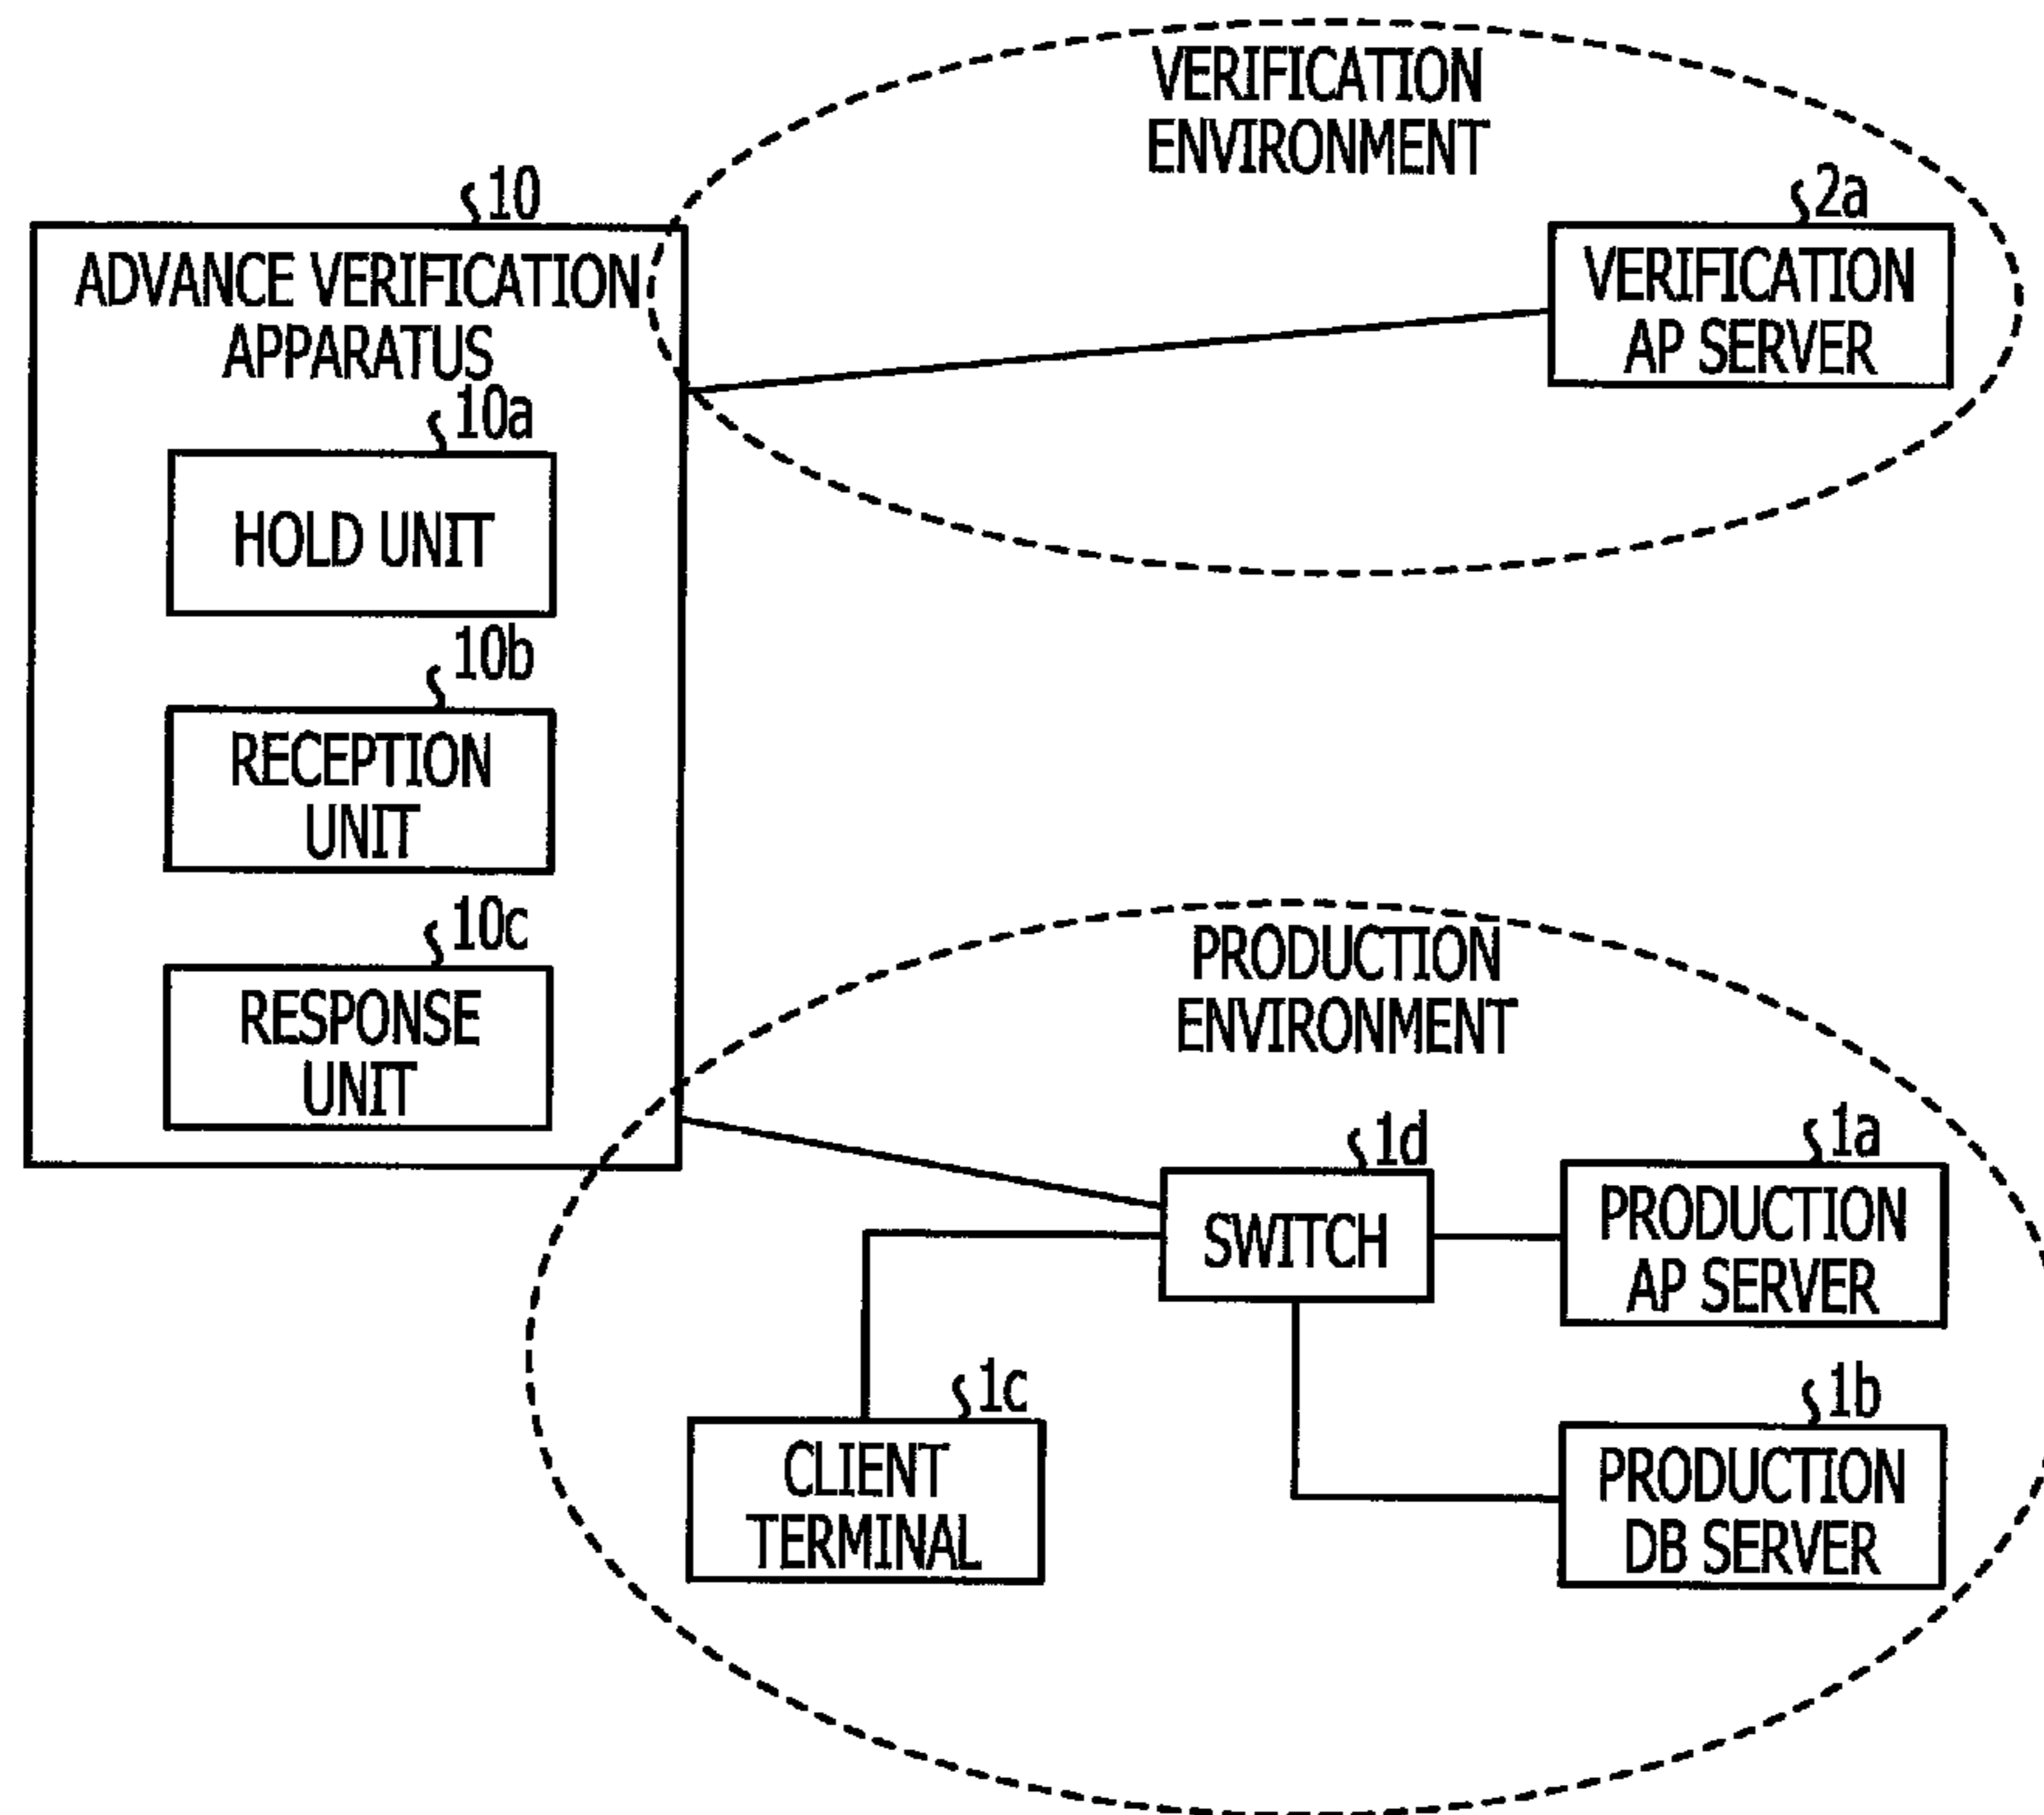 VERIFICATION
ENVIRONMENT
10
ADVANCE VERIFICATION
APPARATUS
10a
HOLD UNIT
10b
RECEPTION
UNIT
10c
RESPONSE
UNIT
2a
VERIFICATION
AP SERVER
PRODUCTION
ENVIRONMENT
1d
SWITCH
1a
PRODUCTION
AP SERVER
1c
CLIENT
TERMINAL
1b
PRODUCTION
DB SERVER